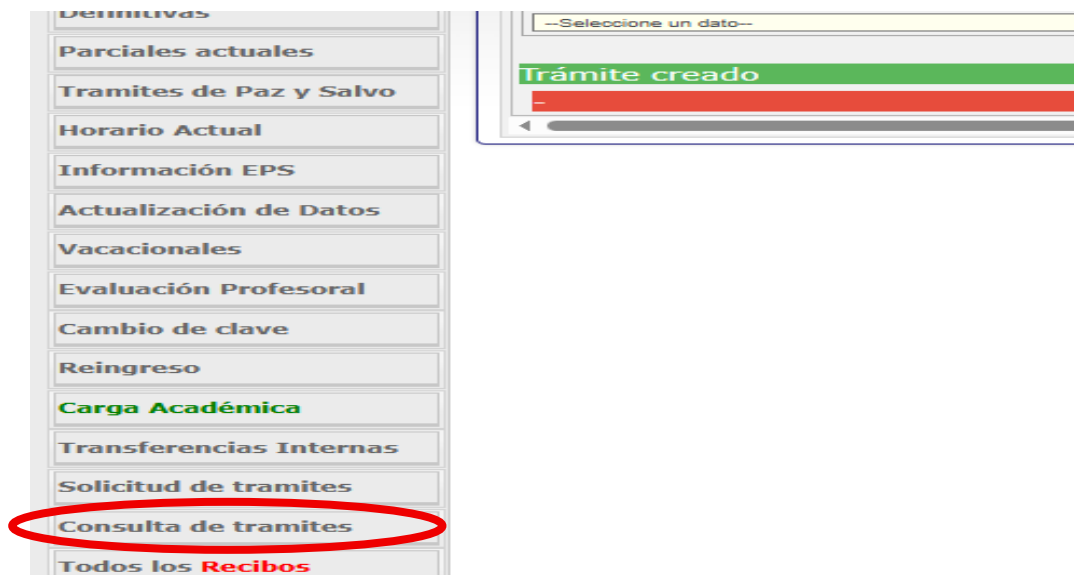 Definitivas
Parciales actuales
Tramites de Paz y Salvo
Horario Actual
Información EPS
Actualización de Datos
Vacacionales
Evaluación Profesoral
Cambio de clave
Reingreso
Carga Académica
Transferencias Internas
Solicitud de tramites
Consulta de tramites
Todos los Recibos
--Seleccione un dato--
Trámite creado
-